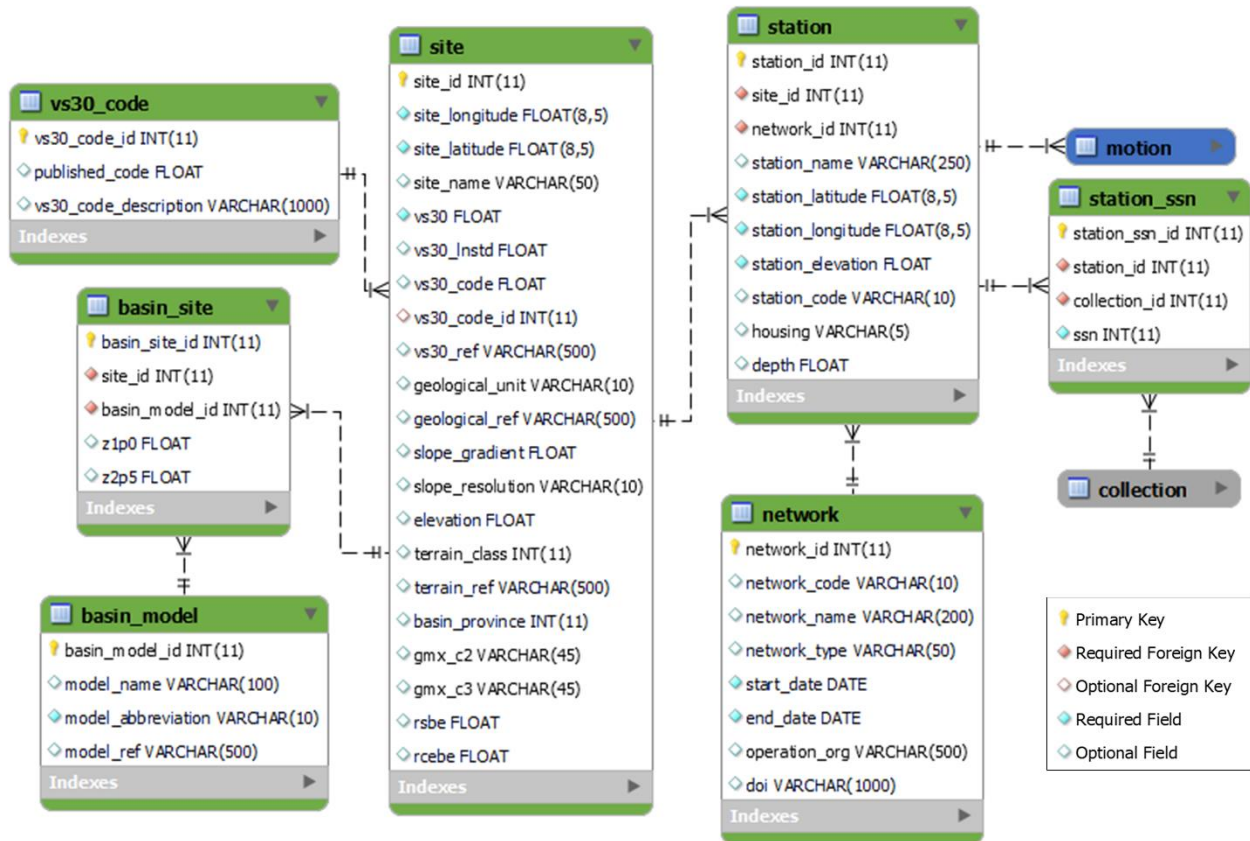 vs30_code
vs30_code_id INT(11)
published_code FLOAT
vs30_code_description VARCHAR(1000)
Indexes
basin_site
basin_site_id INT(11)
site_id INT(11)
basin_model_id INT(11)
z1p0 FLOAT
z2p5 FLOAT
Indexes
basin_model
basin_model_id INT(11)
model_name VARCHAR(100)
model_abbreviation VARCHAR(10)
model_ref VARCHAR(500)
Indexes
site
site_id INT(11)
site_longitude FLOAT(8,5)
site_latitude FLOAT(8,5)
site_name VARCHAR(50)
vs30 FLOAT
vs30_lnstd FLOAT
vs30_code FLOAT
vs30_code_id INT(11)
vs30_ref VARCHAR(500)
geological_unit VARCHAR(10)
geological_ref VARCHAR(500)
slope_gradient FLOAT
slope_resolution VARCHAR(10)
elevation FLOAT
terrain_class INT(11)
terrain_ref VARCHAR(500)
basin_province INT(11)
gmx_c2 VARCHAR(45)
gmx_c3 VARCHAR(45)
rsbe FLOAT
rcebe FLOAT
Indexes
station
station_id INT(11)
site_id INT(11)
network_id INT(11)
station_name VARCHAR(250)
station_latitude FLOAT(8,5)
station_longitude FLOAT(8,5)
station_elevation FLOAT
station_code VARCHAR(10)
housing VARCHAR(5)
depth FLOAT
Indexes
network
network_id INT(11)
network_code VARCHAR(10)
network_name VARCHAR(200)
network_type VARCHAR(50)
start_date DATE
end_date DATE
operation_org VARCHAR(500)
doi VARCHAR(1000)
Indexes
motion
station_ssn
station_ssn_id INT(11)
station_id INT(11)
collection_id INT(11)
ssn INT(11)
Indexes
collection
Primary Key
Required Foreign Key
Optional Foreign Key
Required Field
Optional Field